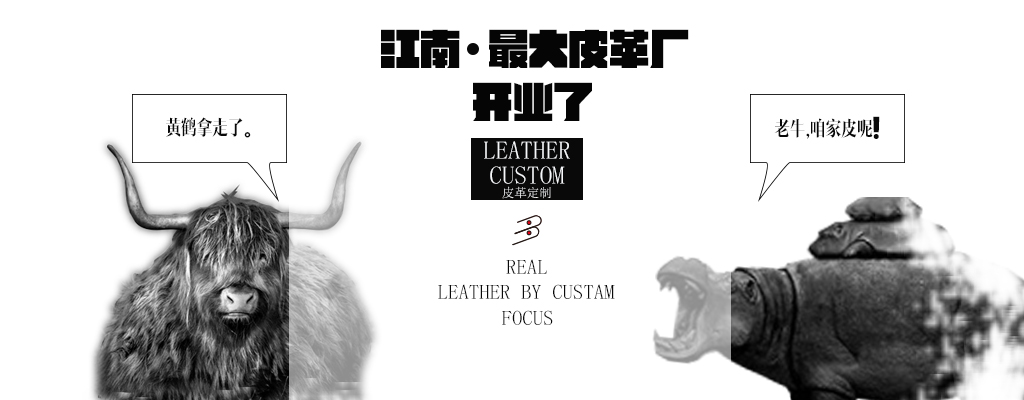 江南·最大皮革厂
开业了
黄鹤拿走了。
老牛,咱家皮呢!
LEATHER
CUSTOM
皮革定制
REAL
LEATHER BY CUSTAM
FOCUS